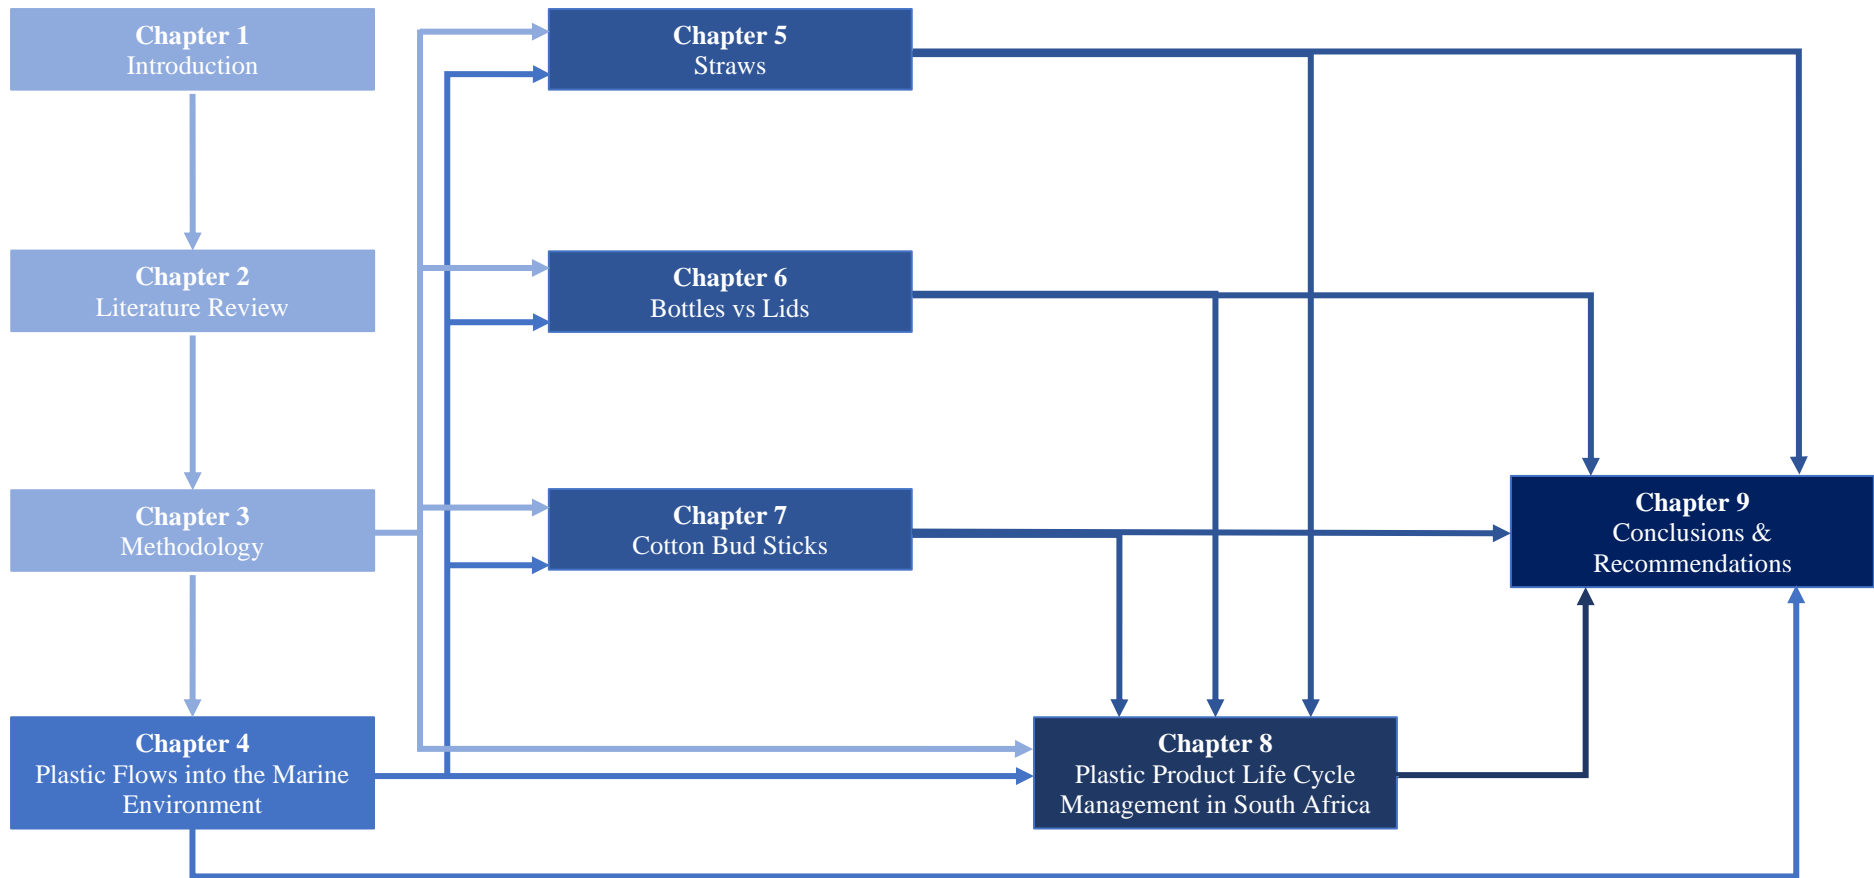 Chapter 1
Introduction
Chapter 2
Literature Review
Chapter 3
Methodology
Chapter 4
Plastic Flows into the Marine
Environment
Chapter 5
Straws
Chapter 6
Bottles vs Lids
Chapter 7
Cotton Bud Sticks
Chapter 8
Plastic Product Life Cycle
Management in South Africa
Chapter 9
Conclusions &
Recommendations